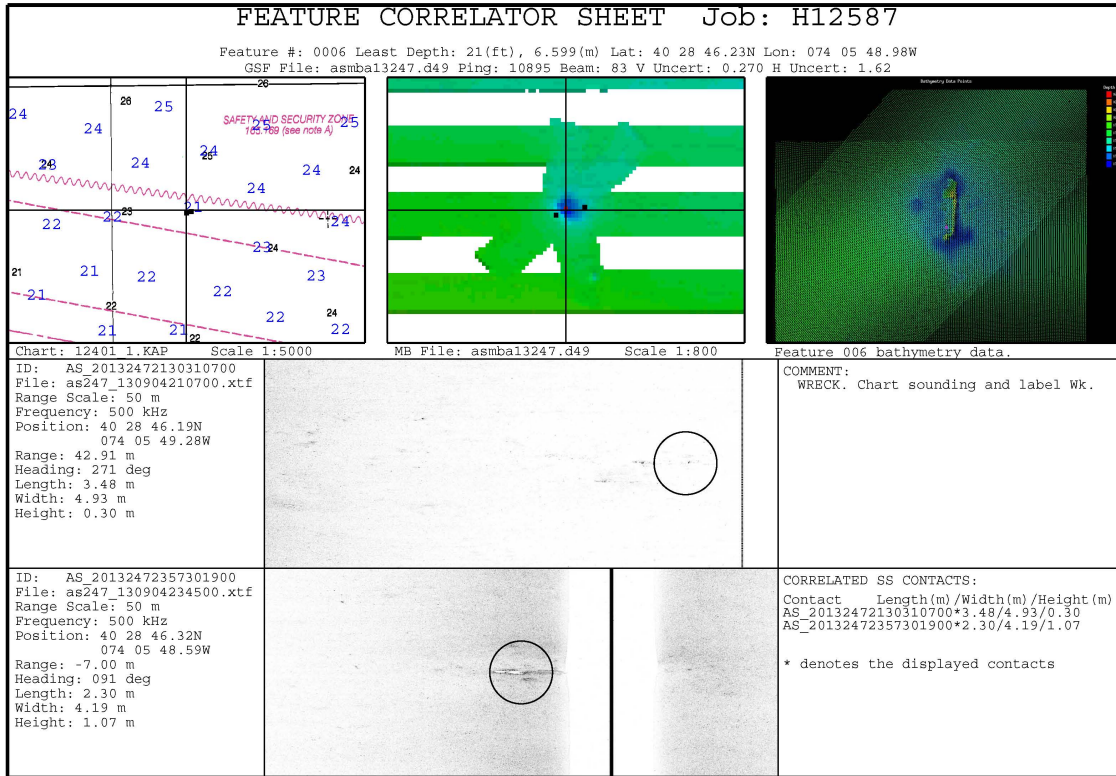 FEATURE CORRELATOR SHEET Job: H12587
Feature #: 0006 Least Depth: 21(ft), 6.599(m) Lat: 40 28 46.23N Lon: 074 05 48.98W
GSF File: asmba13247.d49 Ping: 10895 Beam: 83 V Uncert: 0.270 H Uncert: 1.62
26
26 25 24
24
SAFETY AND SECURITY ZONE
25 25
165.169 (see note A)
24 25
24 23 24 24 24
24
21
22 22 23 24
23 24
21 21 22 23
21 22
22 24
22 22
21 21 22
Bathymetry Data Points
Chart: 12401_1.KAP Scale 1:5000
MB File: asmba13247.d49 Scale 1:800
Feature 006 bathymetry data.
ID: AS_20132472130310700
File: as247_130904210700.xtf
Range Scale: 50 m
Frequency: 500 kHz
Position: 40 28 46.19N
074 05 49.28W
Range: 42.91 m
Heading: 271 deg
Length: 3.48 m
Width: 4.93 m
Height: 0.30 m
COMMENT:
WRECK. Chart sounding and label Wk.
ID: AS_20132472357301900
File: as247_130904234500.xtf
Range Scale: 50 m
Frequency: 500 kHz
Position: 40 28 46.32N
074 05 48.59W
Range: -7.00 m
Heading: 091 deg
Length: 2.30 m
Width: 4.19 m
Height: 1.07 m
CORRELATED SS CONTACTS:
Contact Length(m)/Width(m)/Height(m)
AS_20132472130310700*3.48/4.93/0.30
AS_20132472357301900*2.30/4.19/1.07
* denotes the displayed contacts